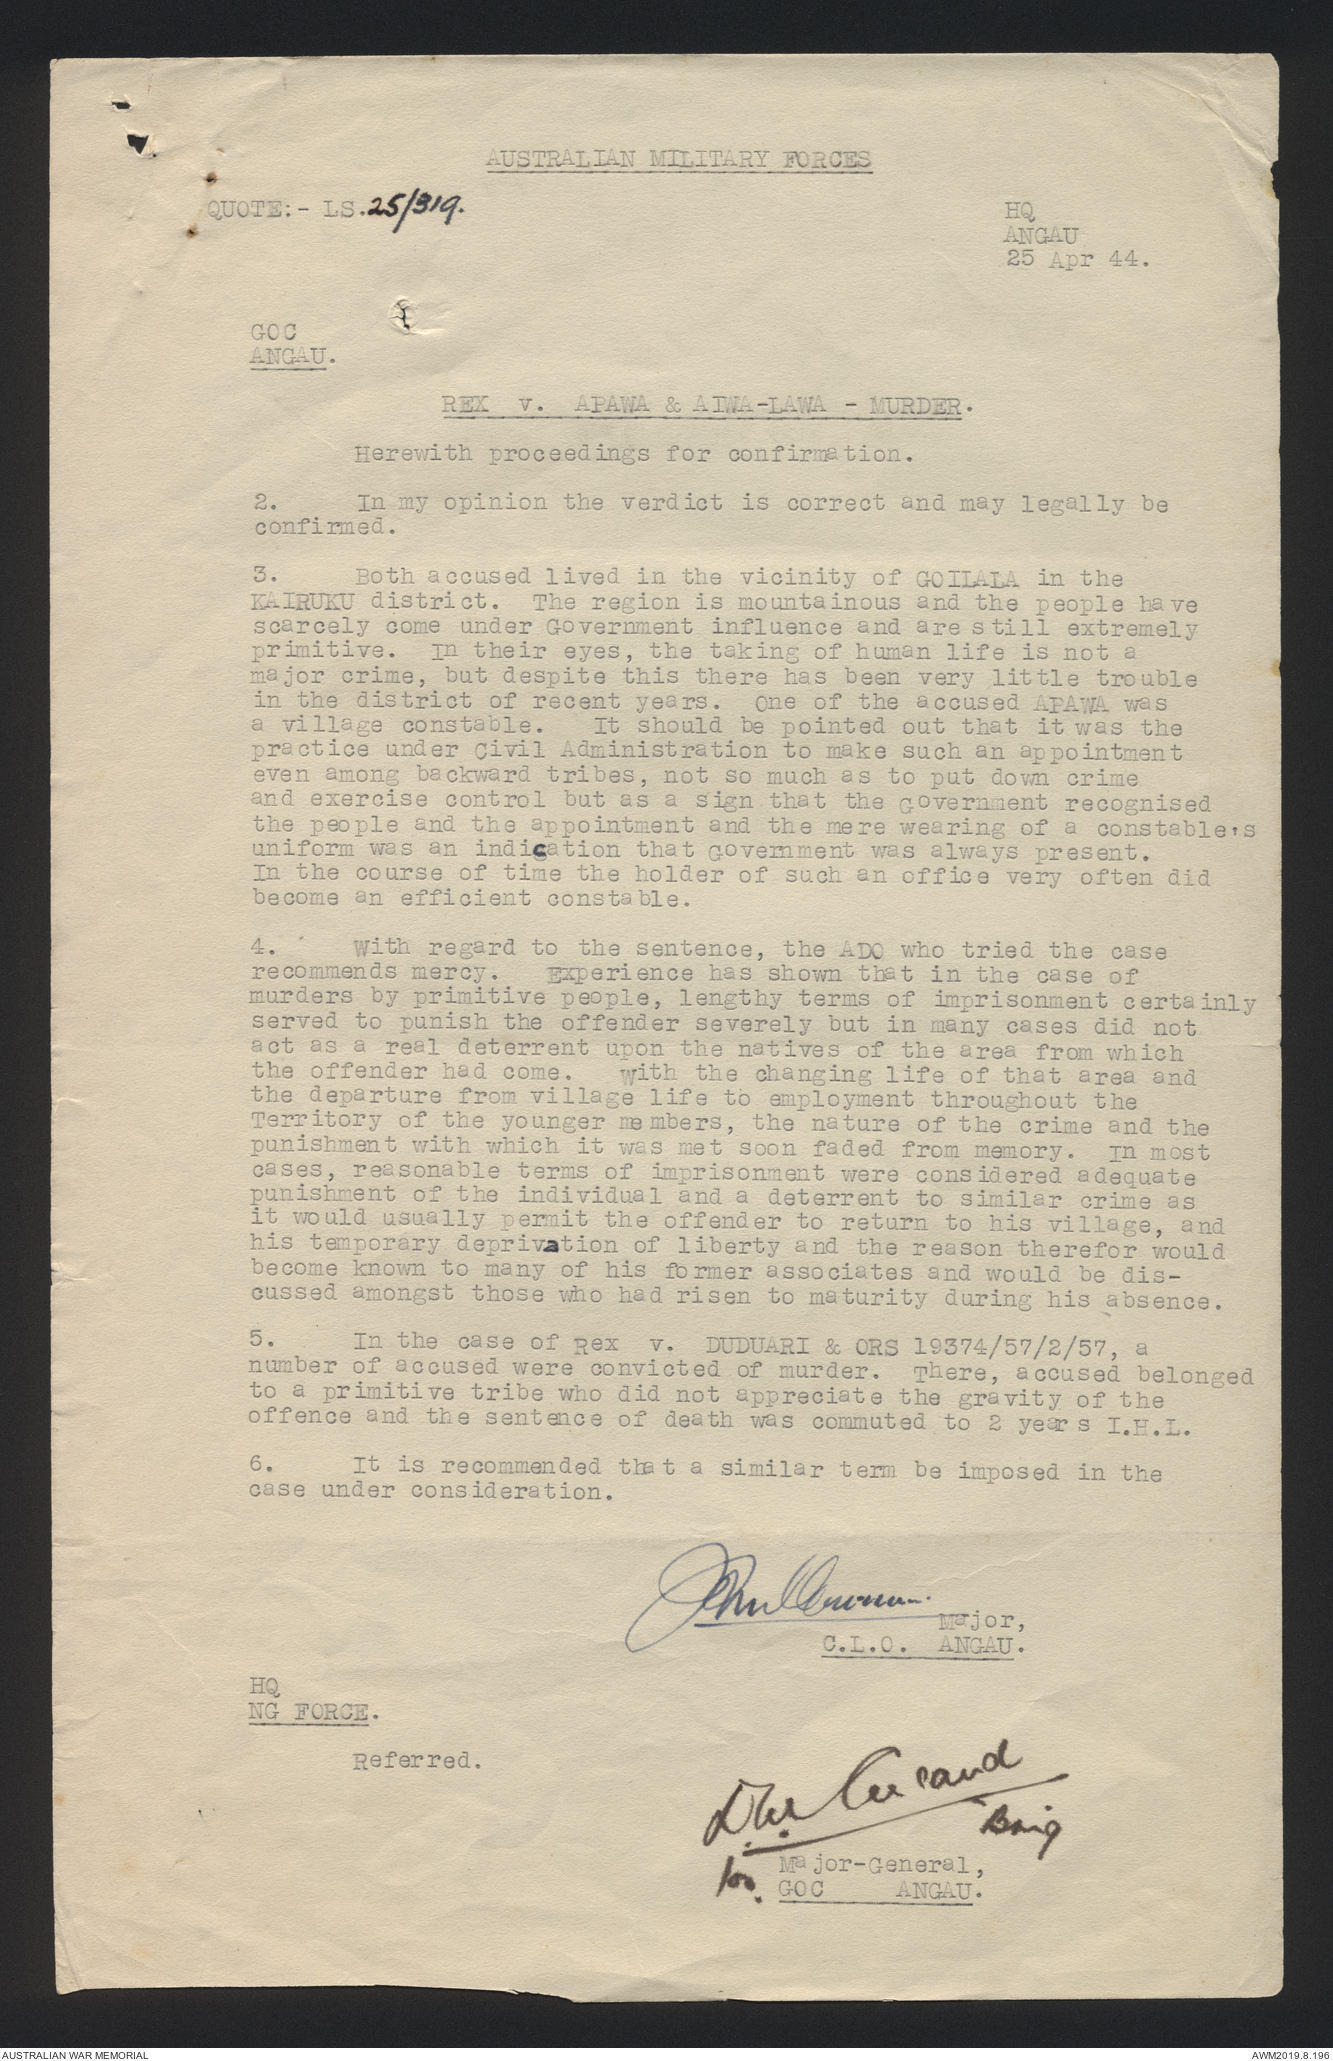 AUSTRALIAN MILITARY FORCES
QUOTE:- LS.25/319.
HQ
ANGAU
25 Apr 44.
GOC
ANGAU.
REX v. APAWA & AIWA-LAWA - MURDER.
Herewith proceedings for confirmation.
2. In my opinion the verdict is correct and may legally be
confirmed.
3. Both accused lived in the vicinity of GOILALA in the
KAIRUKU district. The region is mountainous and the people have
scarcely come under Government influence and are still extremely
primitive. In their eyes, the taking of human life is not a
major crime, but despite this there has been very little trouble
in the district of recent years. One of the accused APAWA was
a village constable. It should be pointed out that it was the
practice under Civil Administration to make such an appointment
even among backward tribes, not so much as to put down crime
and exercise control but as a sign that the Government recognised
the people and the appointment and the mere wearing of a constable's
uniform was an indication that Government was always present.
In the course of time the holder of such an office very often did
become an efficient constable.
4. With regard to the sentence, the ADO who tried the case
recommends mercy. Experience has shown that in the case of
murders by primitive people, lengthy terms of imprisonment certainly
served to punish the offender severely but in many cases did not
act as a real deterrent upon the natives of the area from which
the offender had come. With the changing life of that area and
the departure from village life to employment throughout the
Territory of the younger members, the nature of the crime and the
punishment with which it was met soon faded from memory. In most
cases, reasonable terms of imprisonment were considered adequate
punishment of the individual and a deterrent to similar crime as
it would usually permit the offender to return to his village, and
his temporary deprivation of liberty and the reason therefor would
become known to many of his former associates and would be dis-
cussed amongst those who had risen to maturity during his absence.
5. In the case of Rex v. DUDUARI & ORS 19374/57/2/57, a
number of accused were convicted of murder. There, accused belonged
to a primitive tribe who did not appreciate the gravity of the
offence and the sentence of death was commuted to 2 years I.H.L.
6. It is recommended that a similar term be imposed in the
case under consideration.
Major,
C.L.O. ANGAU.
HQ
NG FORCE.
Referred.
Brig
for Major-General,
GOC ANGAU.
AUSTRALIAN WAR MEMORIAL
AWM2019.8.196